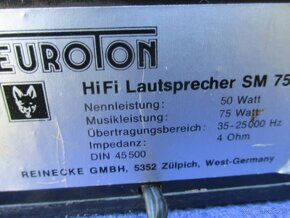 EUROTON
HiFi Lautsprecher SM 75
Nennleistung: 50 Watt
Musikleistung: 75 Watt
Übertragungsbereich: 35-25000 Hz
Impedanz: 4 Ohm
DIN 45500
REINECKE GMBH, 5352 Zülpich, West-Germany